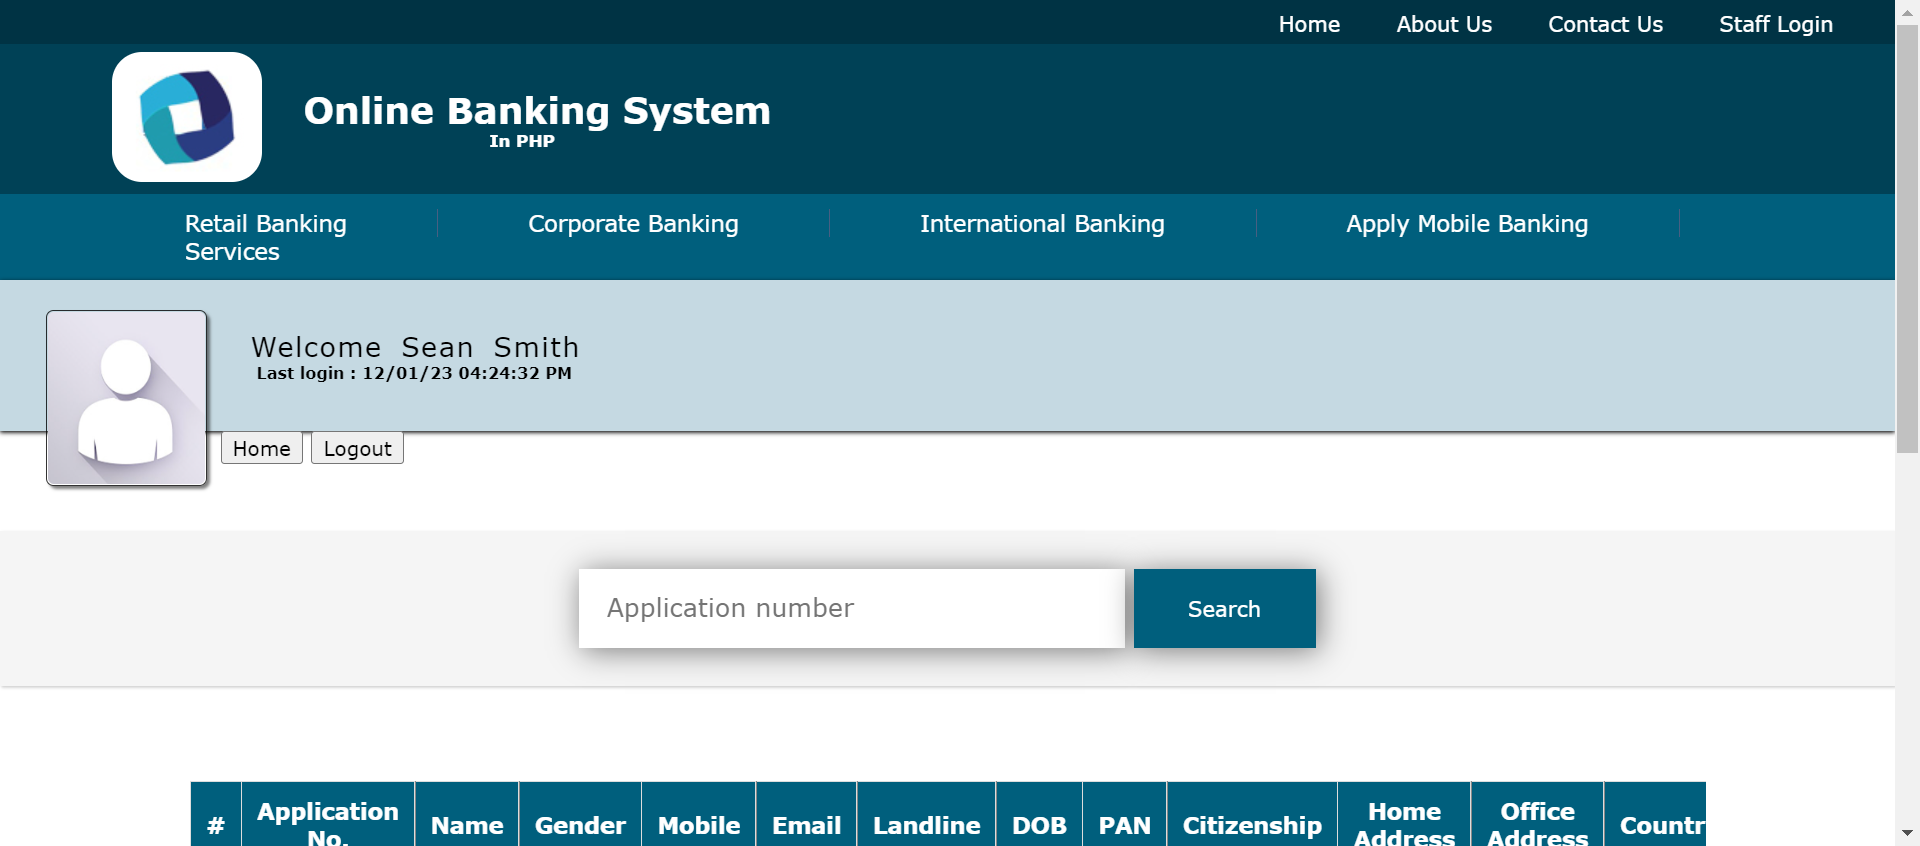 Home About Us Contact Us Staff Login
Online Banking System
In PHP
Retail Banking Corporate Banking International Banking Apply Mobile Banking
Services
Welcome Sean Smith
Last login : 12/01/23 04:24:32 PM
Home Logout
Application number Search
# Application No. Name Gender Mobile Email Landline DOB PAN Citizenship Home Address Office Address Countr